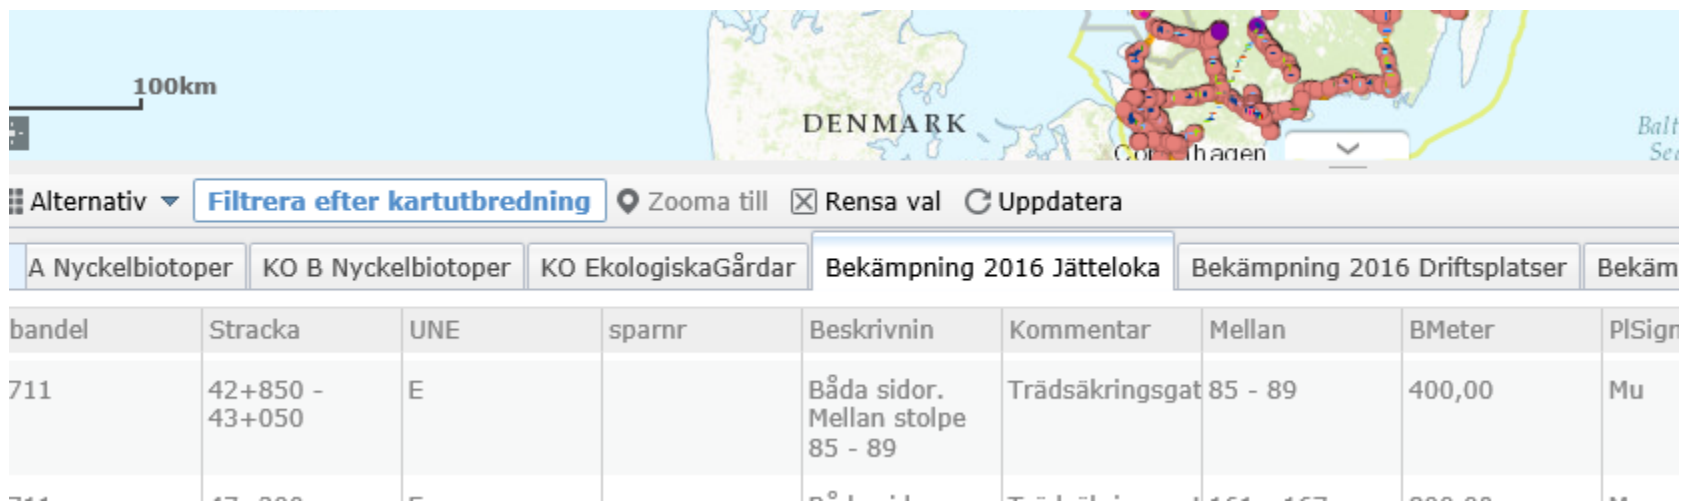 100km
DENMARK
Balt
Sea
Alternativ Filtrera efter kartutbredning Zooma till Rensa val Uppdatera
A Nyckelbiotoper KO B Nyckelbiotoper KO EkologiskaGårdar Bekämpning 2016 Jätteloka Bekämpning 2016 Driftsplatser Bekäm
bandel Stracka UNE sparnr Beskrivnin Kommentar Mellan BMeter PlSign
711 42+850 - E Båda sidor. Trädsäkringsgat 85 - 89 400,00 Mu
43+050 Mellan stolpe
85 - 89